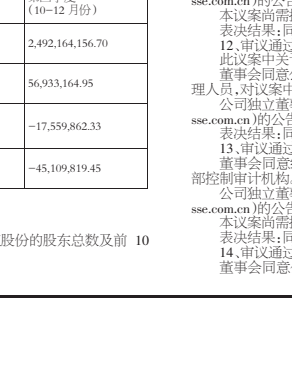 (10-12 月份)
2,492,164,156.70
56,933,164.95
-17,559,862.33
-45,109,819.45
股份的股东总数及前 10
sse.com.cn)的公告
本议案尚需提
表决结果:同
12、审议通过
此议案中关
董事会同意公
理人员,对议案中
公司独立董事
sse.com.cn)的公告
表决结果:同
13、审议通过
董事会同意续
部控制审计机构。
公司独立董事
sse.com.cn)的公告
本议案尚需提
表决结果:同
14、审议通过
董事会同意